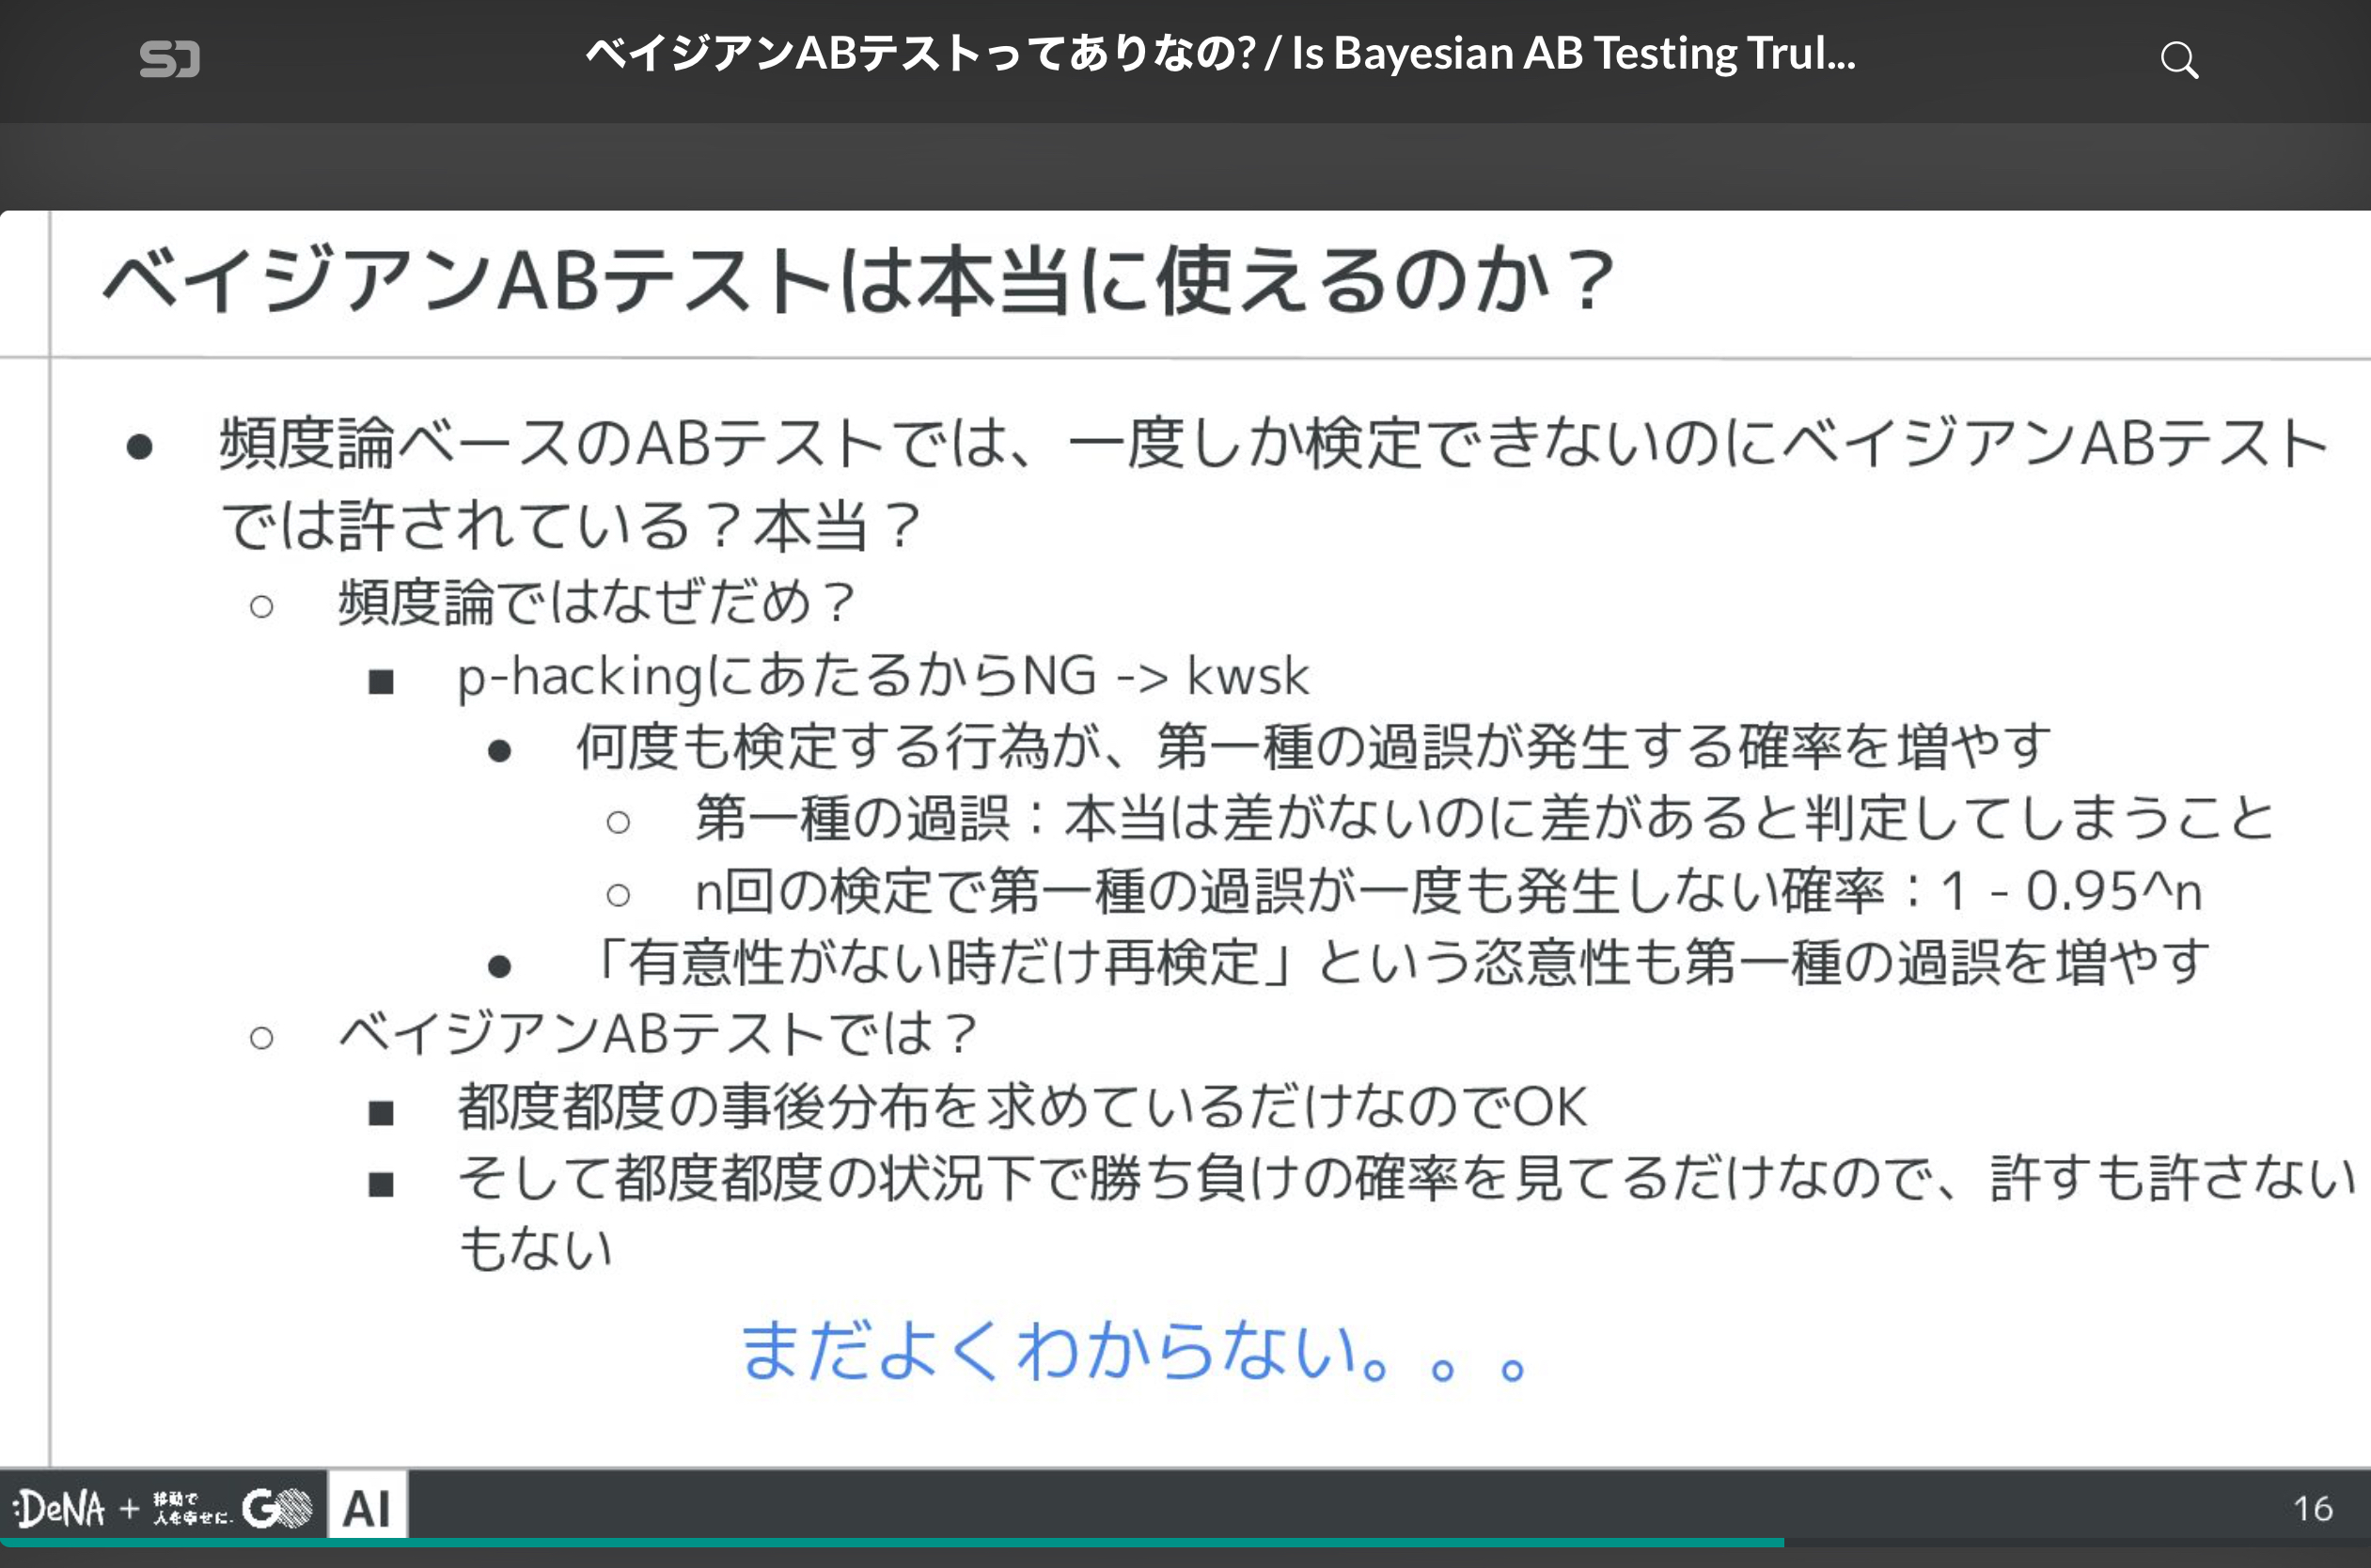 ベイジアンABテストってありなの? / Is Bayesian AB Testing Trul...
ベイジアンABテストは本当に使えるのか？
● 頻度論ベースのABテストでは、一度しか検定できないのにベイジアンABテスト
では許されている？本当？
○ 頻度論ではなぜだめ？
■ p-hackingにあたるからNG -> kwsk
● 何度も検定する行為が、第一種の過誤が発生する確率を増やす
○ 第一種の過誤：本当は差がないのに差があると判定してしまうこと
○ n回の検定で第一種の過誤が一度も発生しない確率：1 - 0.95^n
● 「有意性がない時だけ再検定」という恣意性も第一種の過誤を増やす
○ ベイジアンABテストでは？
■ 都度都度の事後分布を求めているだけなのでOK
■ そして都度都度の状況下で勝ち負けの確率を見てるだけなので、許すも許さない
もない
まだよくわからない。。。
:DeNA + 移動で人を幸せに. GO AI
16